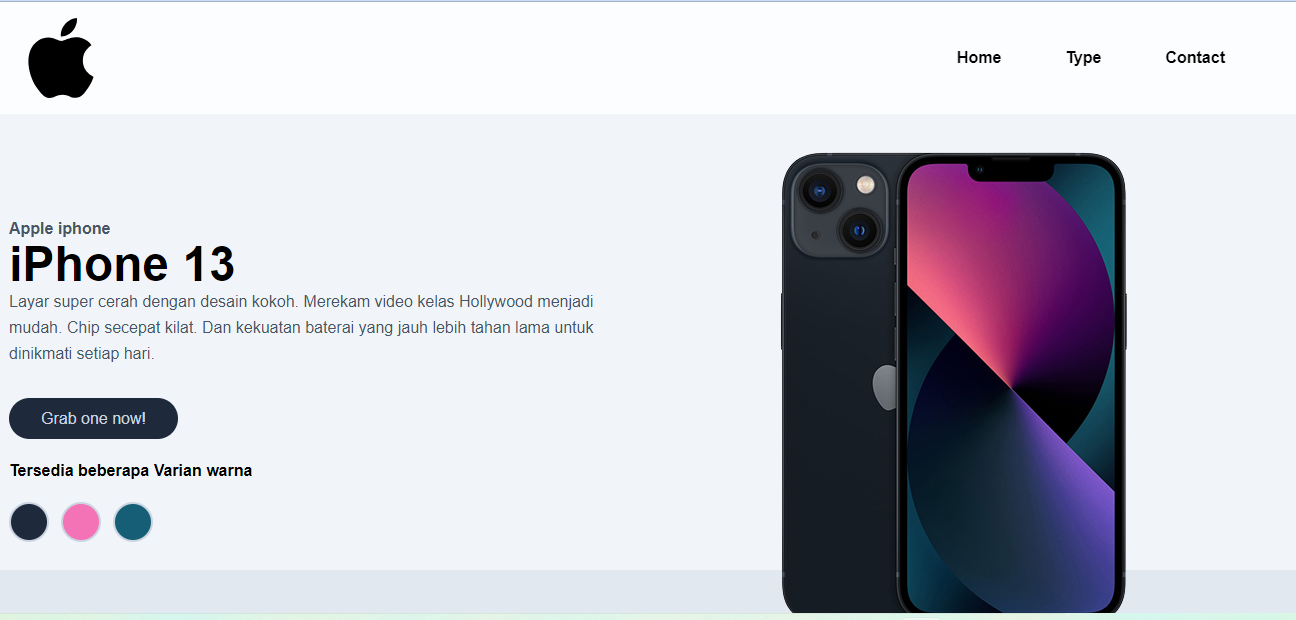 Home Type Contact
Apple iphone
iPhone 13
Layar super cerah dengan desain kokoh. Merekam video kelas Hollywood menjadi
mudah. Chip secepat kilat. Dan kekuatan baterai yang jauh lebih tahan lama untuk
dinikmati setiap hari.
Grab one now!
Tersedia beberapa Varian warna